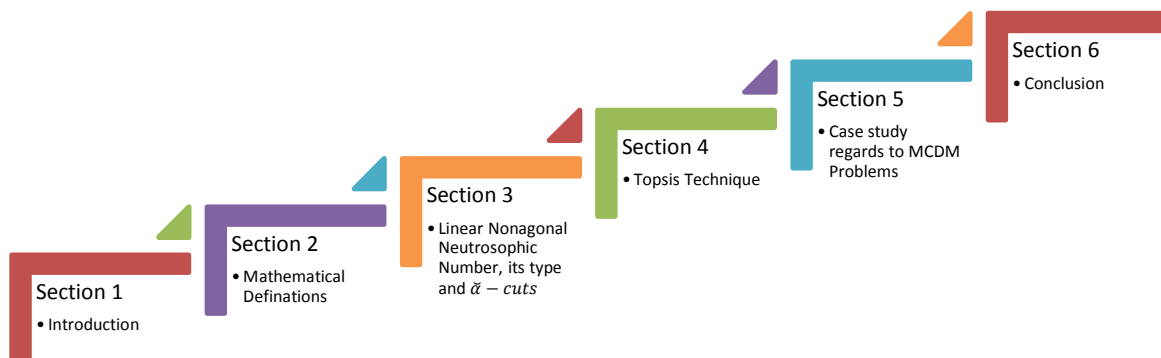 Section 1
• Introduction
Section 2
• Mathematical
Definations
Section 3
• Linear Nonagonal
Neutrosophic
Number, its type
and ᾰ − cuts
Section 4
• Topsis Technique
Section 5
• Case study
regards to MCDM
Problems
Section 6
• Conclusion